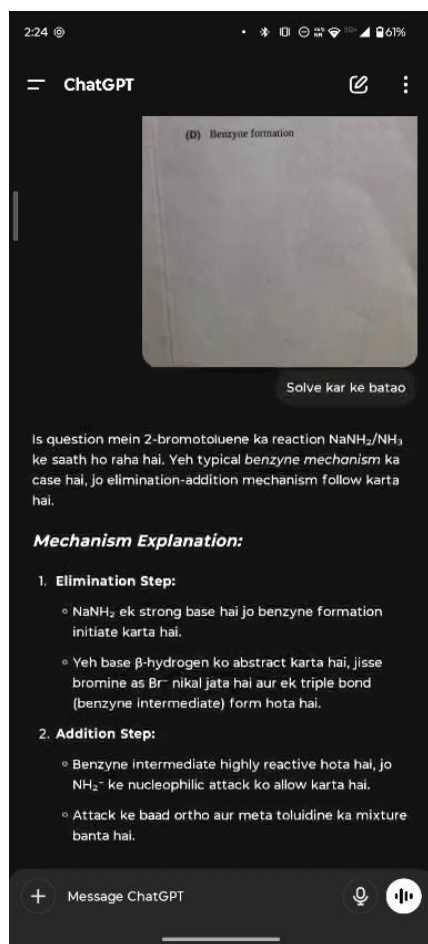 2:24 61%
ChatGPT
(D) Benzyne formation
Solve kar ke batao
Is question mein 2-bromotoluene ka reaction NaNH₂/NH₃
ke saath ho raha hai. Yeh typical benzyne mechanism ka
case hai, jo elimination-addition mechanism follow karta
hai.
Mechanism Explanation:
1. Elimination Step:
◦ NaNH₂ ek strong base hai jo benzyne formation
initiate karta hai.
◦ Yeh base β-hydrogen ko abstract karta hai, jisse
bromine as Br⁻ nikal jata hai aur ek triple bond
(benzyne intermediate) form hota hai.
2. Addition Step:
◦ Benzyne intermediate highly reactive hota hai, jo
NH₂⁻ ke nucleophilic attack ko allow karta hai.
◦ Attack ke baad ortho aur meta toluidine ka mixture
banta hai.
Message ChatGPT